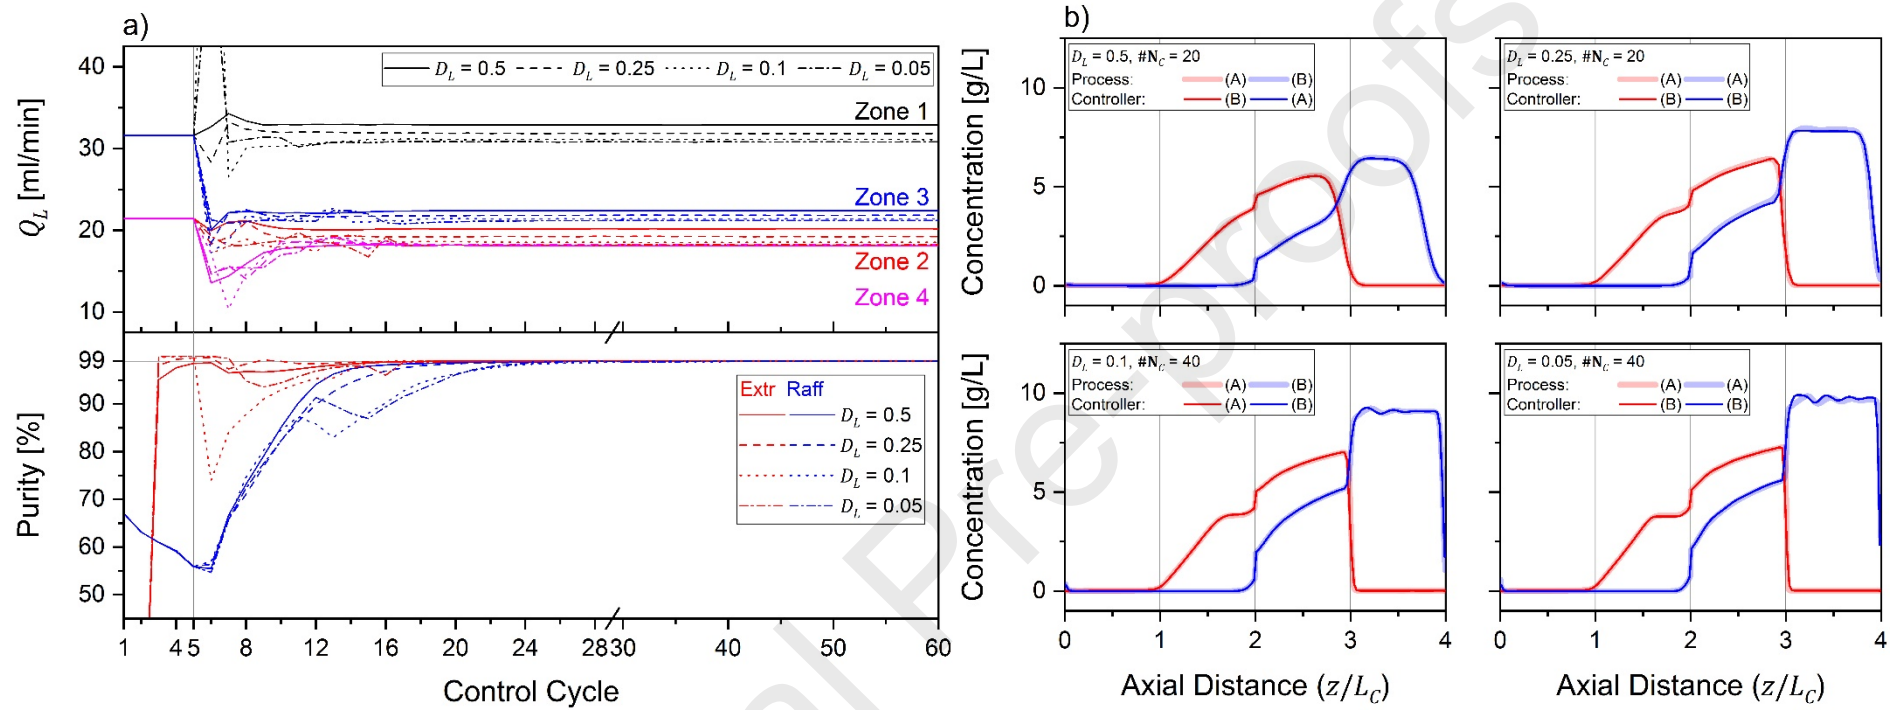 a)
D_L = 0.5 D_L = 0.25 D_L = 0.1 D_L = 0.05
40
30
20
10
Q_L [ml/min]
Zone 1
Zone 3
Zone 2
Zone 4
99
90
80
70
60
50
Purity [%]
Extr Raff
D_L = 0.5
D_L = 0.25
D_L = 0.1
D_L = 0.05
1 4 5 8 12 16 20 24 28 30 40 50 60
Control Cycle
b)
D_L = 0.5, #N_C = 20
Process: (A) (B)
Controller: (B) (A)
D_L = 0.25, #N_C = 20
Process: (A) (A)
Controller: (B) (B)
10
5
0
Concentration [g/L]
D_L = 0.1, #N_C = 40
Process: (A) (B)
Controller: (A) (B)
D_L = 0.05, #N_C = 40
Process: (A) (A)
Controller: (B) (B)
10
5
0
Concentration [g/L]
0 1 2 3 4
0 1 2 3 4
Axial Distance (z/L_C)
Axial Distance (z/L_C)
al Pre-proofs